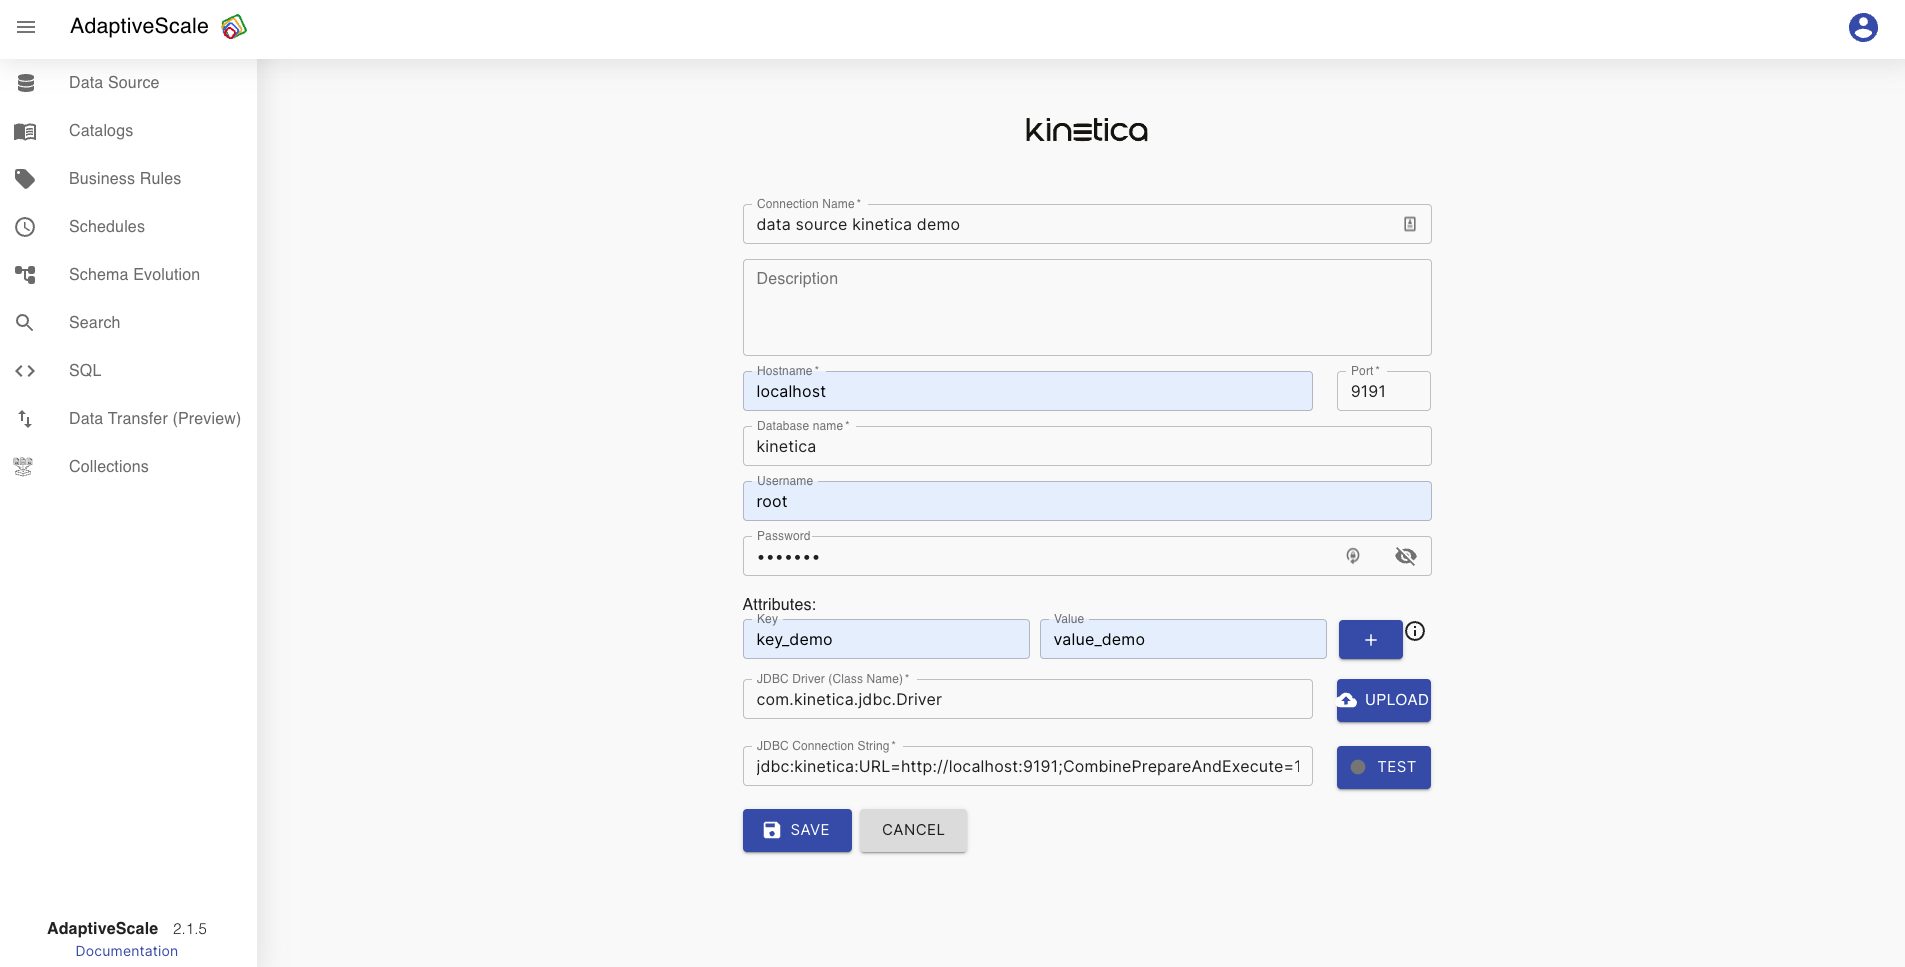 AdaptiveScale
Data Source
Catalogs
Business Rules
Schedules
Schema Evolution
Search
SQL
Data Transfer (Preview)
Collections
AdaptiveScale 2.1.5
Documentation
kinetica
Connection Name *
data source kinetica demo
Description
Hostname * Port *
localhost 9191
Database name *
kinetica
Username
root
Password
•••••••
Attributes:
Key Value
key_demo value_demo +
JDBC Driver (Class Name) *
com.kinetica.jdbc.Driver UPLOAD
JDBC Connection String *
jdbc:kinetica:URL=http://localhost:9191;CombinePrepareAndExecute=1 TEST
SAVE CANCEL